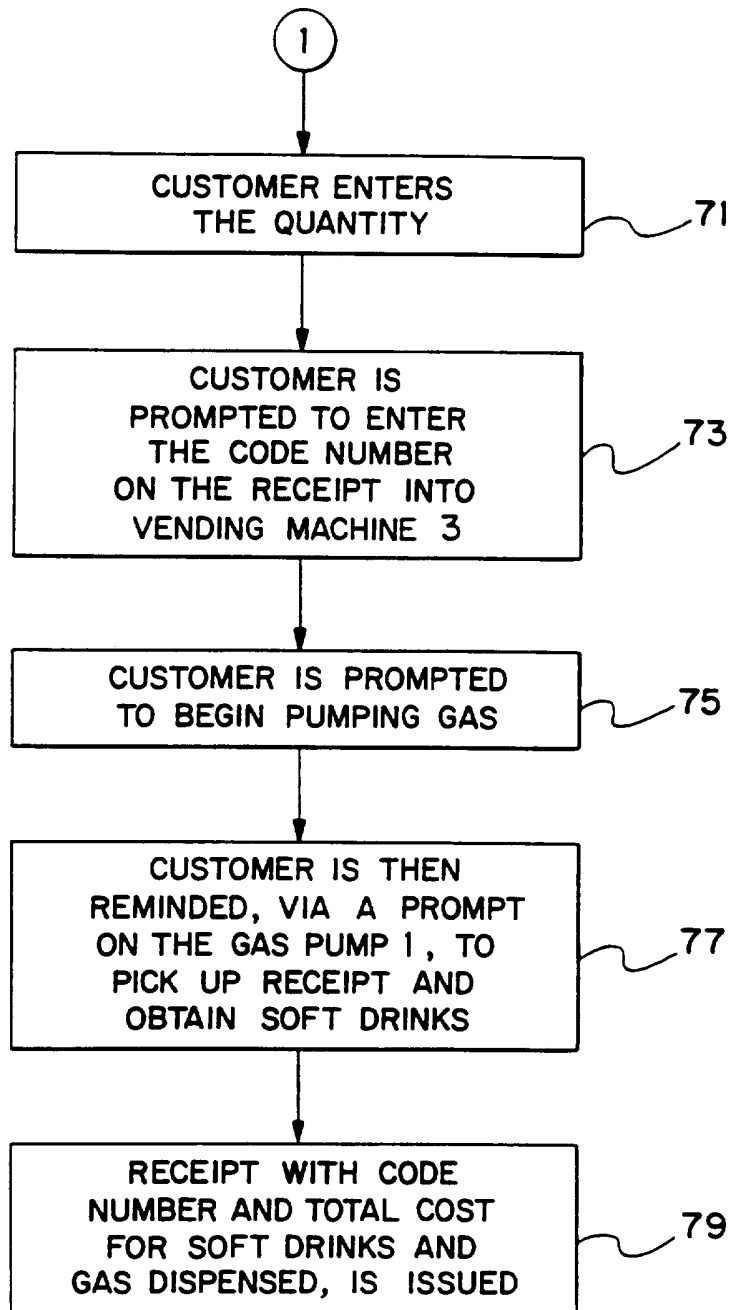 1
CUSTOMER ENTERS
THE QUANTITY
71
CUSTOMER IS
PROMPTED TO ENTER
THE CODE NUMBER
ON THE RECEIPT INTO
VENDING MACHINE 3
73
CUSTOMER IS PROMPTED
TO BEGIN PUMPING GAS
75
CUSTOMER IS THEN
REMINDED, VIA A PROMPT
ON THE GAS PUMP 1, TO
PICK UP RECEIPT AND
OBTAIN SOFT DRINKS
77
RECEIPT WITH CODE
NUMBER AND TOTAL COST
FOR SOFT DRINKS AND
GAS DISPENSED, IS ISSUED
79